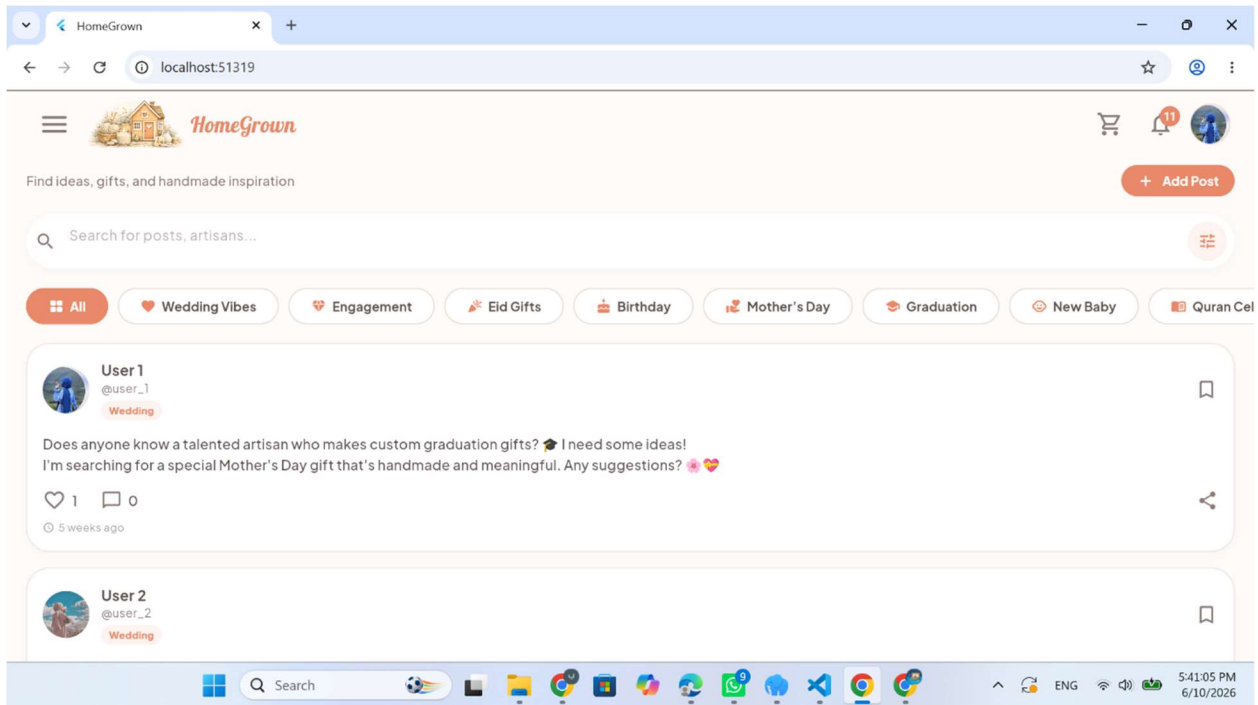 HomeGrown
localhost:51319
HomeGrown
11
Find ideas, gifts, and handmade inspiration
+ Add Post
Search for posts, artisans...
All
Wedding Vibes
Engagement
Eid Gifts
Birthday
Mother's Day
Graduation
New Baby
Quran Cel
User 1
@user_1
Wedding
Does anyone know a talented artisan who makes custom graduation gifts? 🎓 I need some ideas!
I'm searching for a special Mother's Day gift that's handmade and meaningful. Any suggestions? 🌸💝
1
0
5 weeks ago
User 2
@user_2
Wedding
Search
9
ENG
5:41:05 PM
6/10/2026